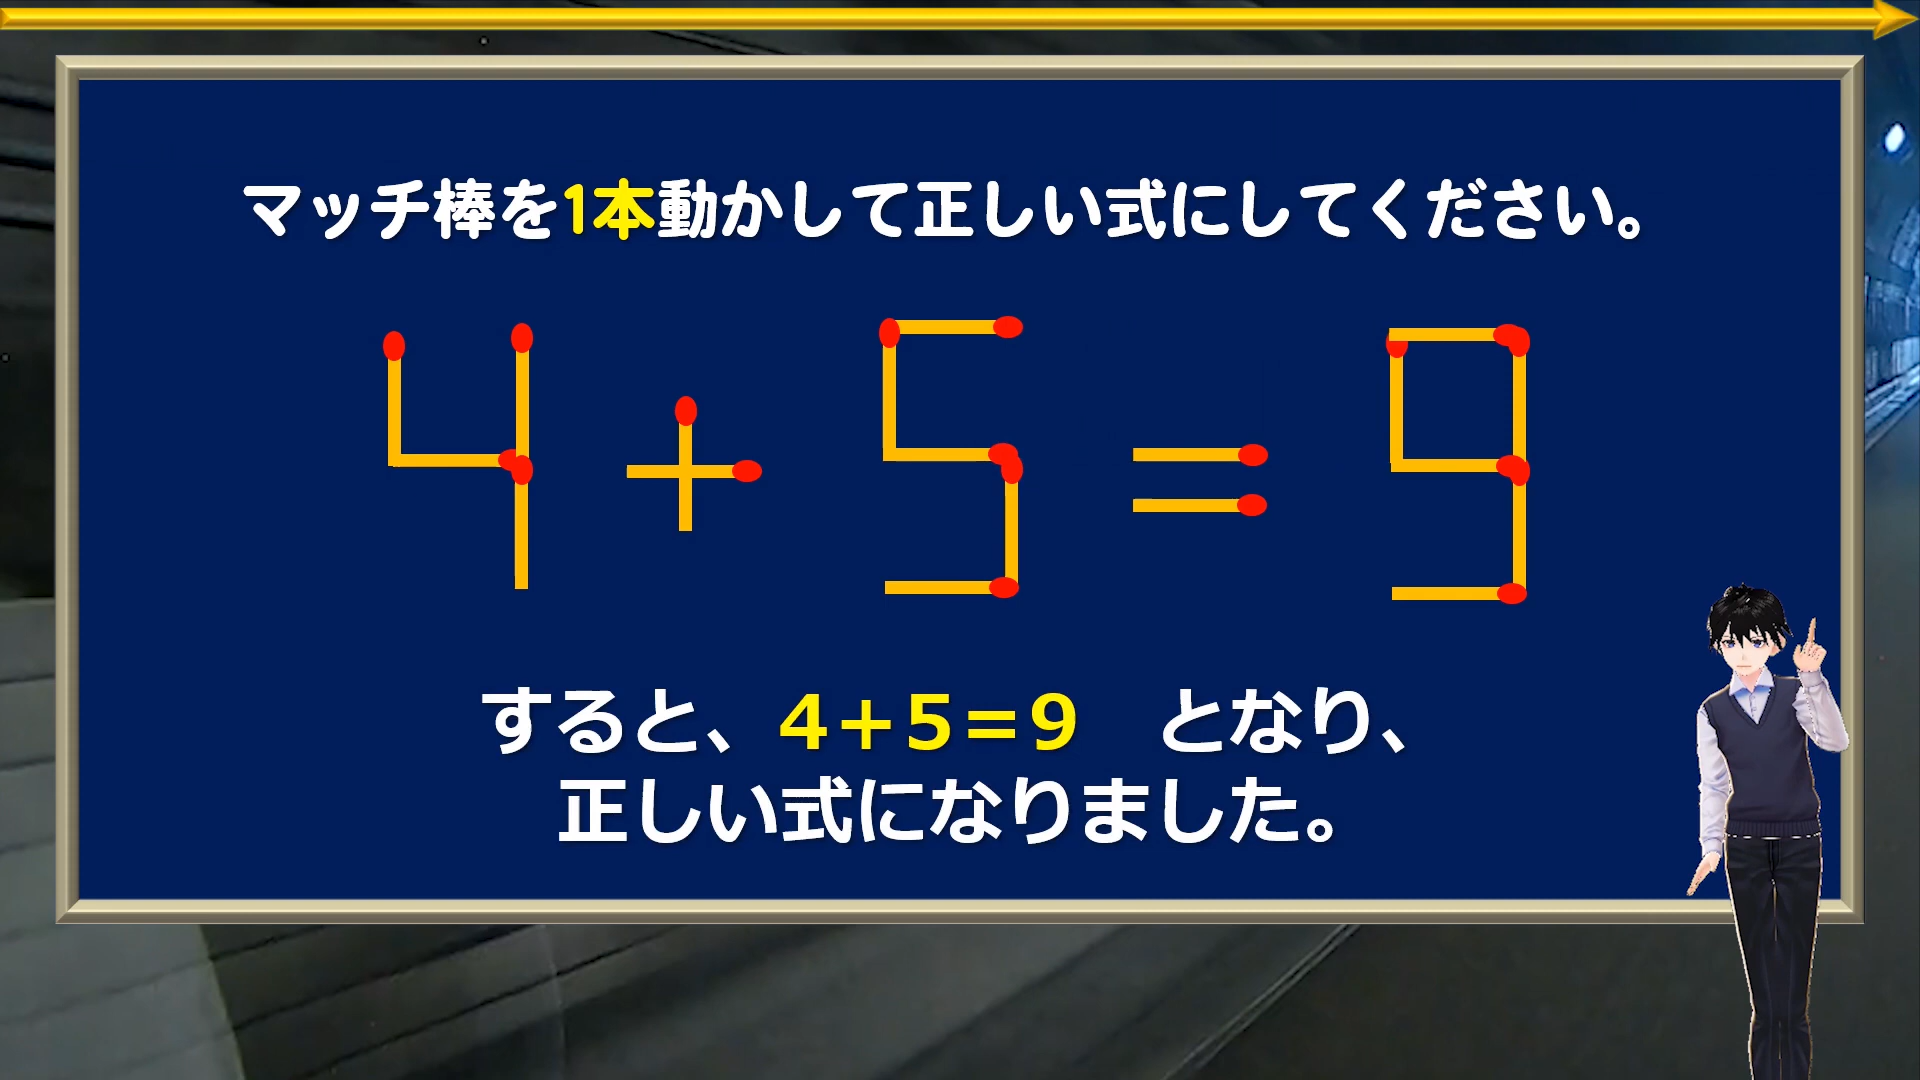 マッチ棒を1本動かして正しい式にしてください。
4+5=9
すると、4+5=9　となり、
正しい式になりました。